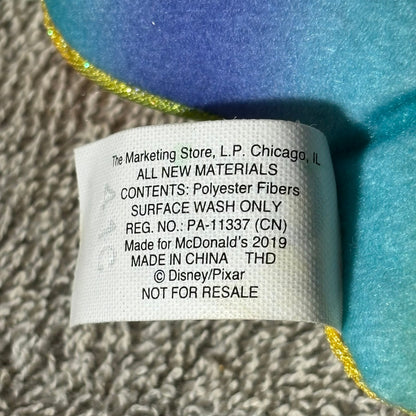 The Marketing Store, L.P. Chicago, IL
ALL NEW MATERIALS
CONTENTS: Polyester Fibers
SURFACE WASH ONLY
REG. NO.: PA-11337 (CN)
Made for McDonald's 2019
MADE IN CHINA THD
© Disney/Pixar
NOT FOR RESALE